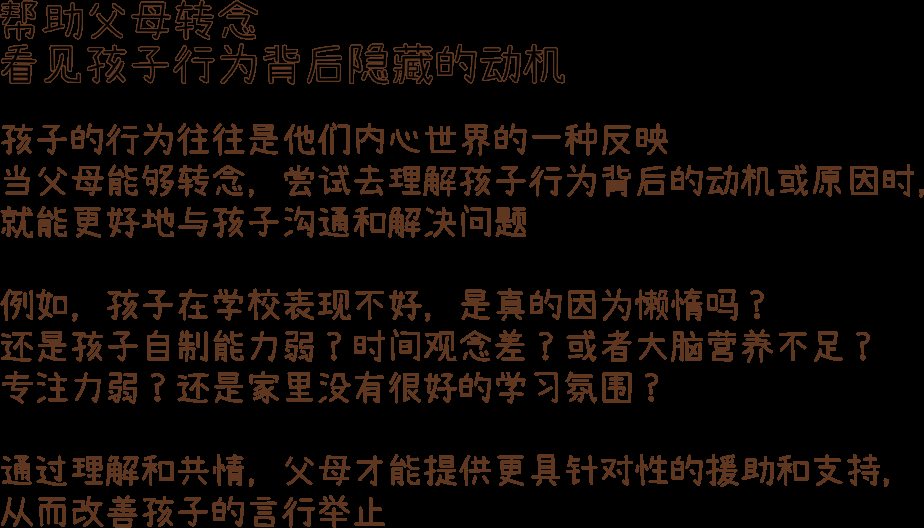 帮助父母转念
看见孩子行为背后隐藏的动机
孩子的行为往往是他们内心世界的一种反映
当父母能够转念，尝试去理解孩子行为背后的动机或原因时，
就能更好地与孩子沟通和解决问题
例如，孩子在学校表现不好，是真的因为懒惰吗？
还是孩子自制能力弱？时间观念差？或者大脑营养不足？
专注力弱？还是家里没有很好的学习氛围？
通过理解和共情，父母才能提供更具针对性的援助和支持，
从而改善孩子的言行举止